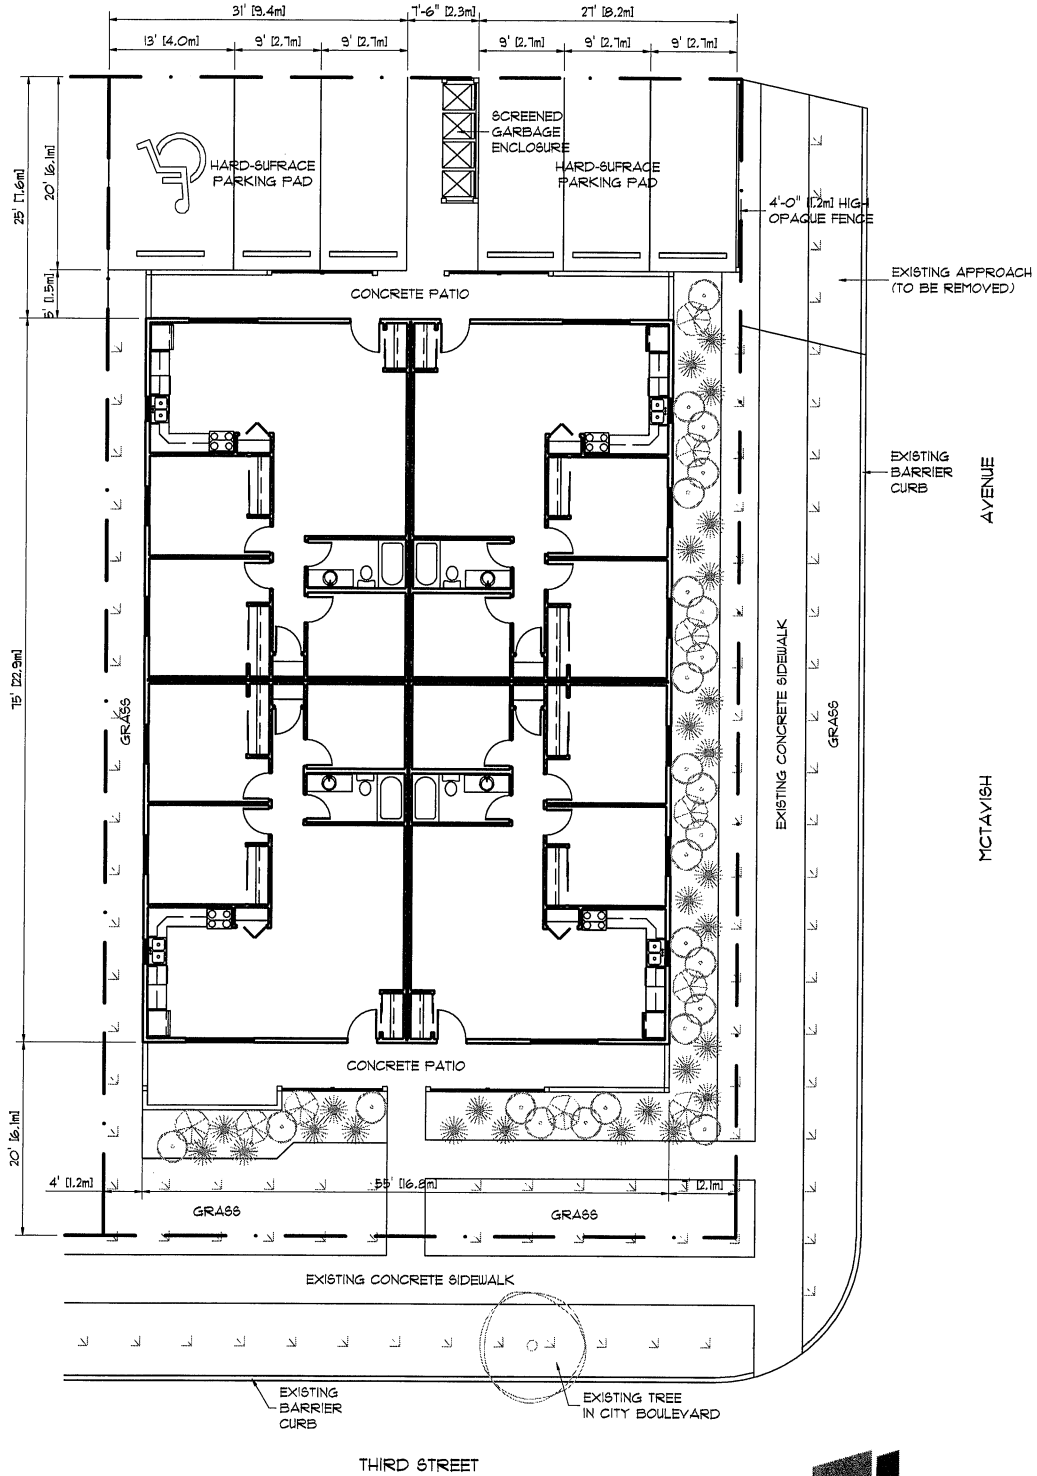 31' [9.4m]
7'-6" [2.3m]
27' [8.2m]
13' [4.0m]
9' [2.7m]
9' [2.7m]
9' [2.7m]
9' [2.7m]
9' [2.7m]
25' [7.6m]
20' [6.1m]
5' [1.5m]
SCREENED
GARBAGE
ENCLOSURE
HARD-SUFRACE
PARKING PAD
HARD-SUFRACE
PARKING PAD
4'-0" [1.2m] HIGH
OPAQUE FENCE
EXISTING APPROACH
(TO BE REMOVED)
CONCRETE PATIO
EXISTING
BARRIER
CURB
AVENUE
MCTAVISH
75' [22.9m]
GRASS
EXISTING CONCRETE SIDEWALK
GRASS
CONCRETE PATIO
20' [6.1m]
4' [1.2m]
55' [16.8m]
7' [2.1m]
GRASS
GRASS
EXISTING CONCRETE SIDEWALK
EXISTING
BARRIER
CURB
EXISTING TREE
IN CITY BOULEVARD
THIRD STREET